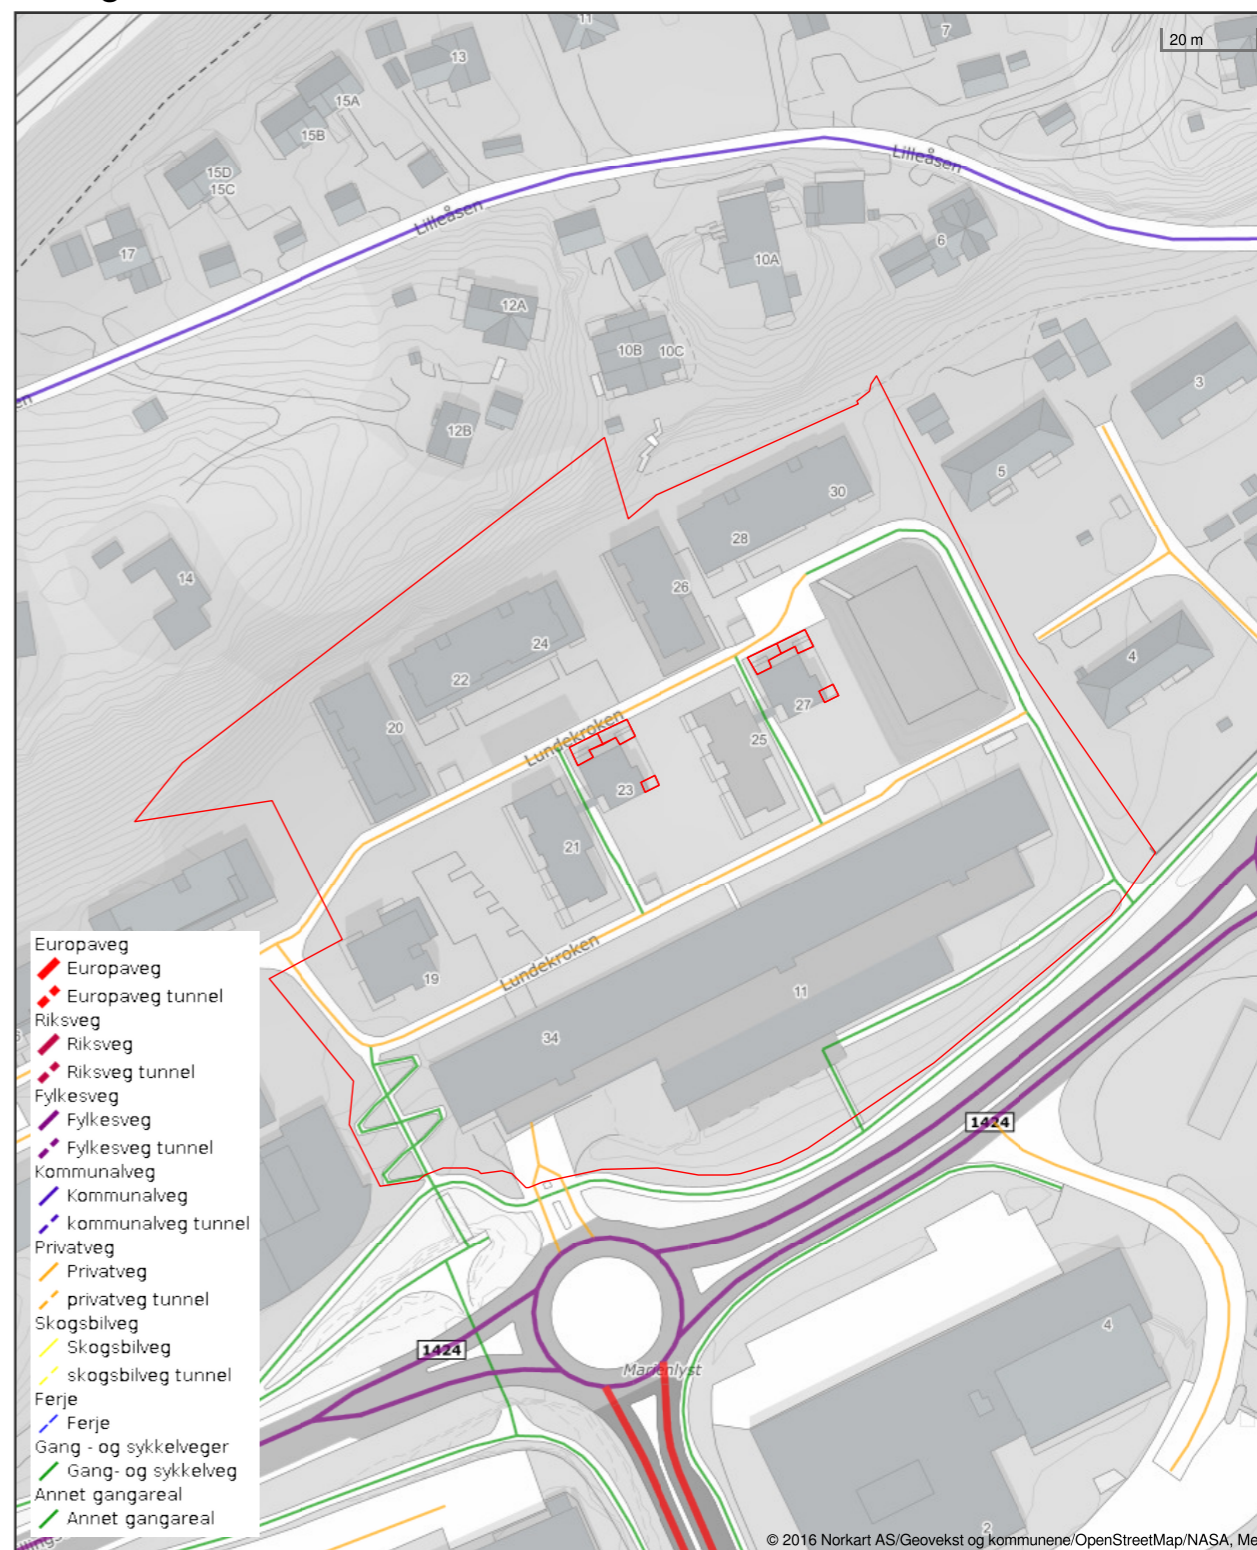 11
7
20 m
13
15A
15B
Lilleåsen
15D
15C
Lilleåsen
6
17
10A
12A
10B
10C
3
en
12B
5
30
28
14
26
24
4
22
27
20
Lundekroken
25
23
21
Lundekroken
19
11
34
Europaveg
Europaveg
Europaveg tunnel
Riksveg
Riksveg
Riksveg tunnel
Fylkesveg
Fylkesveg
Fylkesveg tunnel
Kommunalveg
Kommunalveg
kommunalveg tunnel
Privatveg
Privatveg
privatveg tunnel
Skogsbilveg
Skogsbilveg
skogsbilveg tunnel
Ferje
Ferje
Gang - og sykkelveger
Gang- og sykkelveg
Annet gangareal
Annet gangareal
1424
1424
4
Marienlyst
2
© 2016 Norkart AS/Geovekst og kommunene/OpenStreetMap/NASA, Me